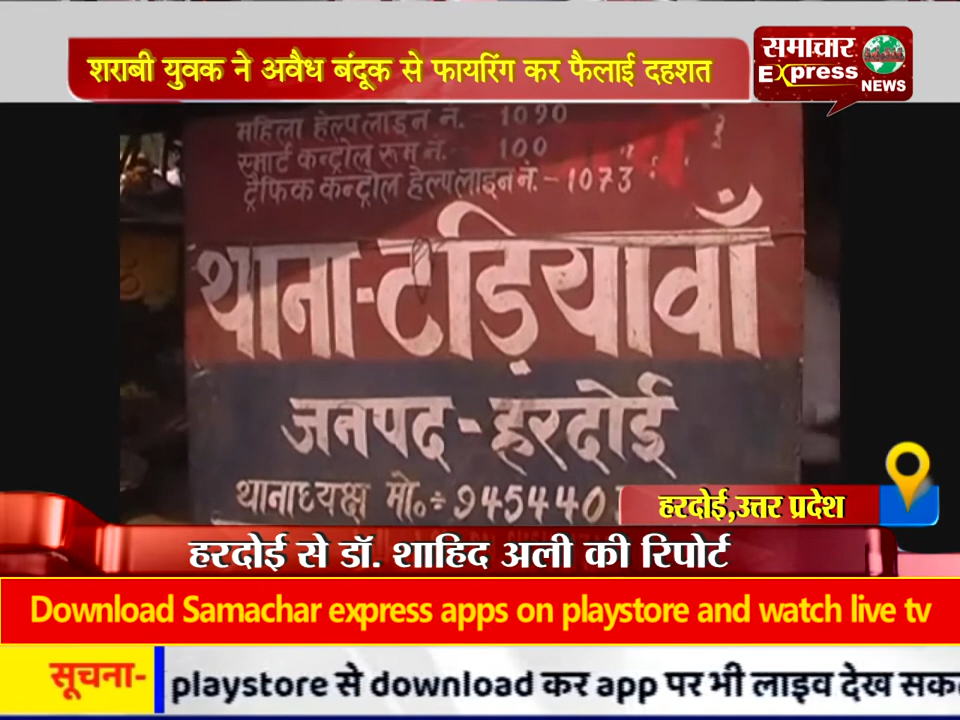 शराबी युवक ने अवैध बंदूक से फायरिंग कर फैलाई दहशत
समाचार
Express
NEWS
महिला हेल्प लाइन नं. - 1090
स्मार्ट कन्ट्रोल रूम नं.- 100
ट्रैफिक कन्ट्रोल हेल्पलाइन नं.-1073
थाना-टड़ियावाँ
जनपद-हरदोई
थानाध्यक्ष मो०÷ 945440
हरदोई,उत्तर प्रदेश
हरदोई से डॉ. शाहिद अली की रिपोर्ट
Download Samachar express apps on playstore and watch live tv
सूचना- playstore से download कर app पर भी लाइव देख सक